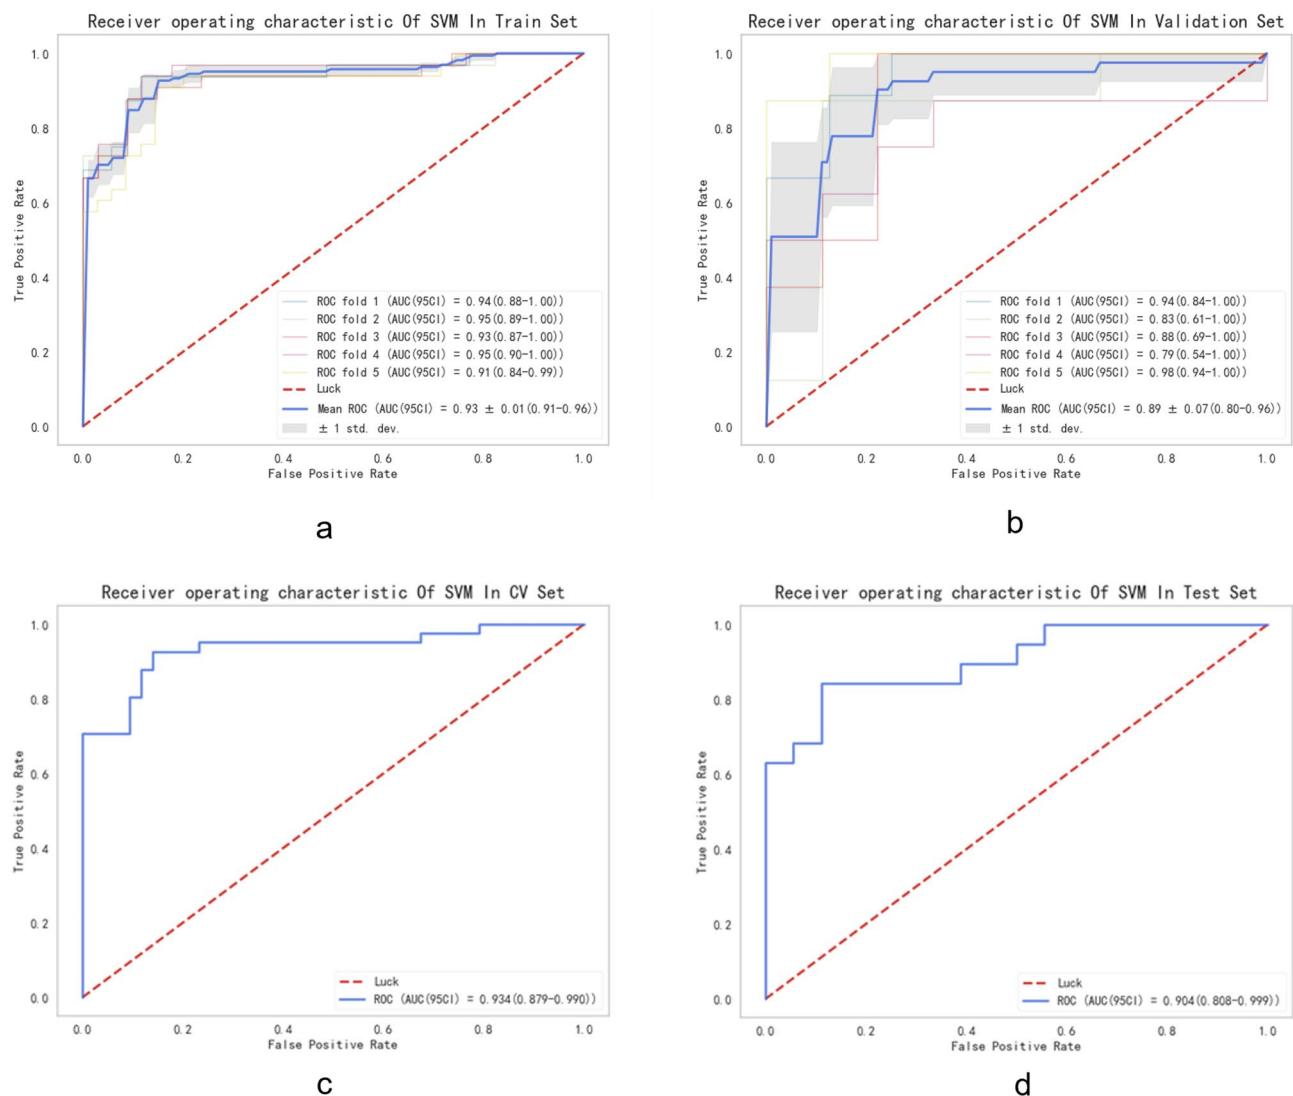 Receiver operating characteristic Of SVM In Train Set
True Positive Rate
1.0
0.8
0.6
0.4
0.2
0.0
ROC fold 1 (AUC(95CI) = 0.94(0.88-1.00))
ROC fold 2 (AUC(95CI) = 0.95(0.89-1.00))
ROC fold 3 (AUC(95CI) = 0.93(0.87-1.00))
ROC fold 4 (AUC(95CI) = 0.95(0.90-1.00))
ROC fold 5 (AUC(95CI) = 0.91(0.84-0.99))
Luck
Mean ROC (AUC(95CI) = 0.93 ± 0.01(0.91-0.96))
± 1 std. dev.
0.0 0.2 0.4 0.6 0.8 1.0
False Positive Rate
a
Receiver operating characteristic Of SVM In Validation Set
True Positive Rate
1.0
0.8
0.6
0.4
0.2
0.0
ROC fold 1 (AUC(95CI) = 0.94(0.84-1.00))
ROC fold 2 (AUC(95CI) = 0.83(0.61-1.00))
ROC fold 3 (AUC(95CI) = 0.88(0.69-1.00))
ROC fold 4 (AUC(95CI) = 0.79(0.54-1.00))
ROC fold 5 (AUC(95CI) = 0.98(0.94-1.00))
Luck
Mean ROC (AUC(95CI) = 0.89 ± 0.07(0.80-0.96))
± 1 std. dev.
0.0 0.2 0.4 0.6 0.8 1.0
False Positive Rate
b
Receiver operating characteristic Of SVM In CV Set
True Positive Rate
1.0
0.8
0.6
0.4
0.2
0.0
Luck
ROC (AUC(95CI) = 0.934(0.879-0.990))
0.0 0.2 0.4 0.6 0.8 1.0
False Positive Rate
c
Receiver operating characteristic Of SVM In Test Set
True Positive Rate
1.0
0.8
0.6
0.4
0.2
0.0
Luck
ROC (AUC(95CI) = 0.904(0.808-0.999))
0.0 0.2 0.4 0.6 0.8 1.0
False Positive Rate
d